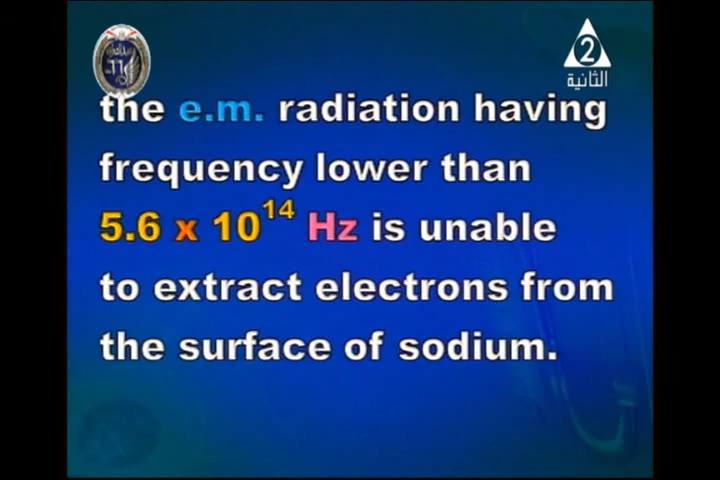 2
الثانية
the e.m. radiation having
frequency lower than
5.6 x 10¹⁴ Hz is unable
to extract electrons from
the surface of sodium.